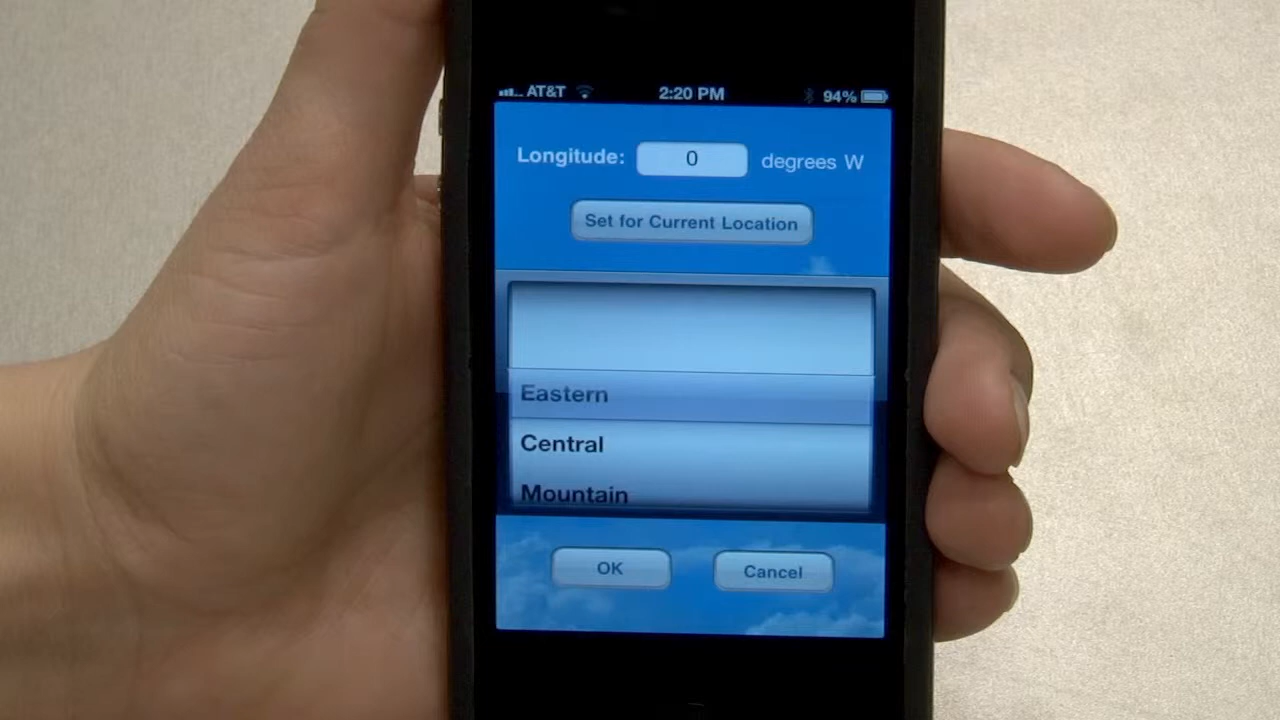 AT&T 2:20 PM 94%
Longitude: 0 degrees W
Set for Current Location
Eastern
Central
Mountain
OK Cancel